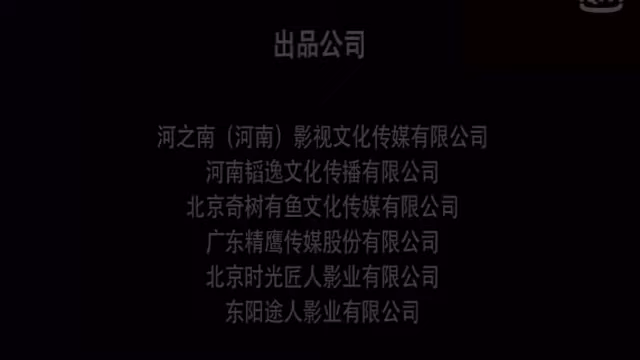 出品公司
河之南（河南）影视文化传媒有限公司
河南韬逸文化传播有限公司
北京奇树有鱼文化传媒有限公司
广东精鹰传媒股份有限公司
北京时光匠人影业有限公司
东阳途人影业有限公司